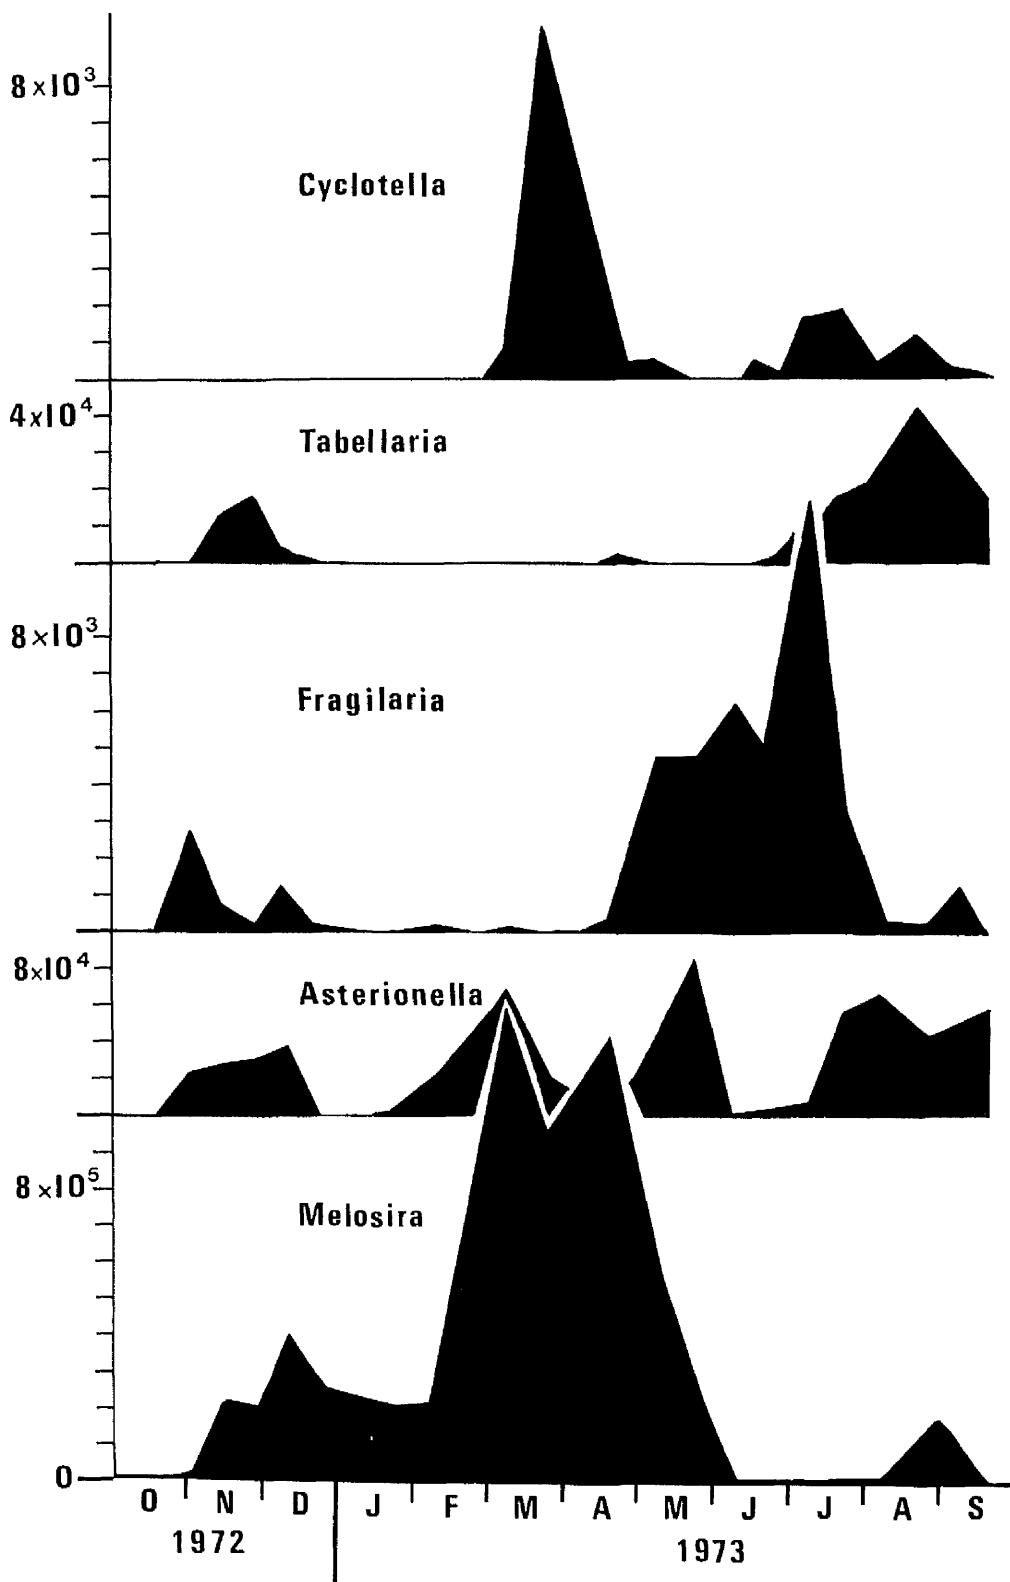 8×10³
Cyclotella
4×10⁴
Tabellaria
8×10³
Fragilaria
8×10⁴
Asterionella
8×10⁵
Melosira
0
O N D J F M A M J J A S
1972 1973